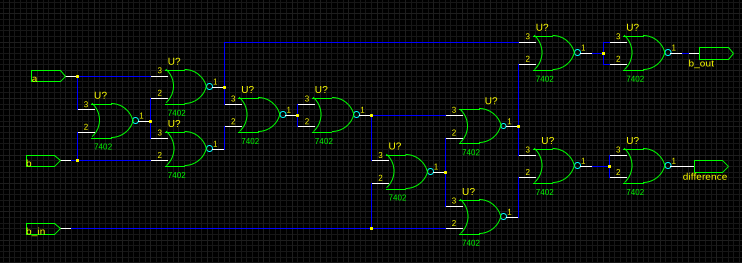 U? U?
3 1 3 1
2 2
7402 7402
b_out
U?
3 1
2
7402
a
U? U? U? U?
3 1 3 1 3 1 3 1
2 2 2 2
7402 7402 7402 7402
U? U? U?
3 1 3 1 3 1
2 2 2
7402 7402 7402
b
U?
3 1
2
7402
difference
U?
3 1
2
7402
b_in